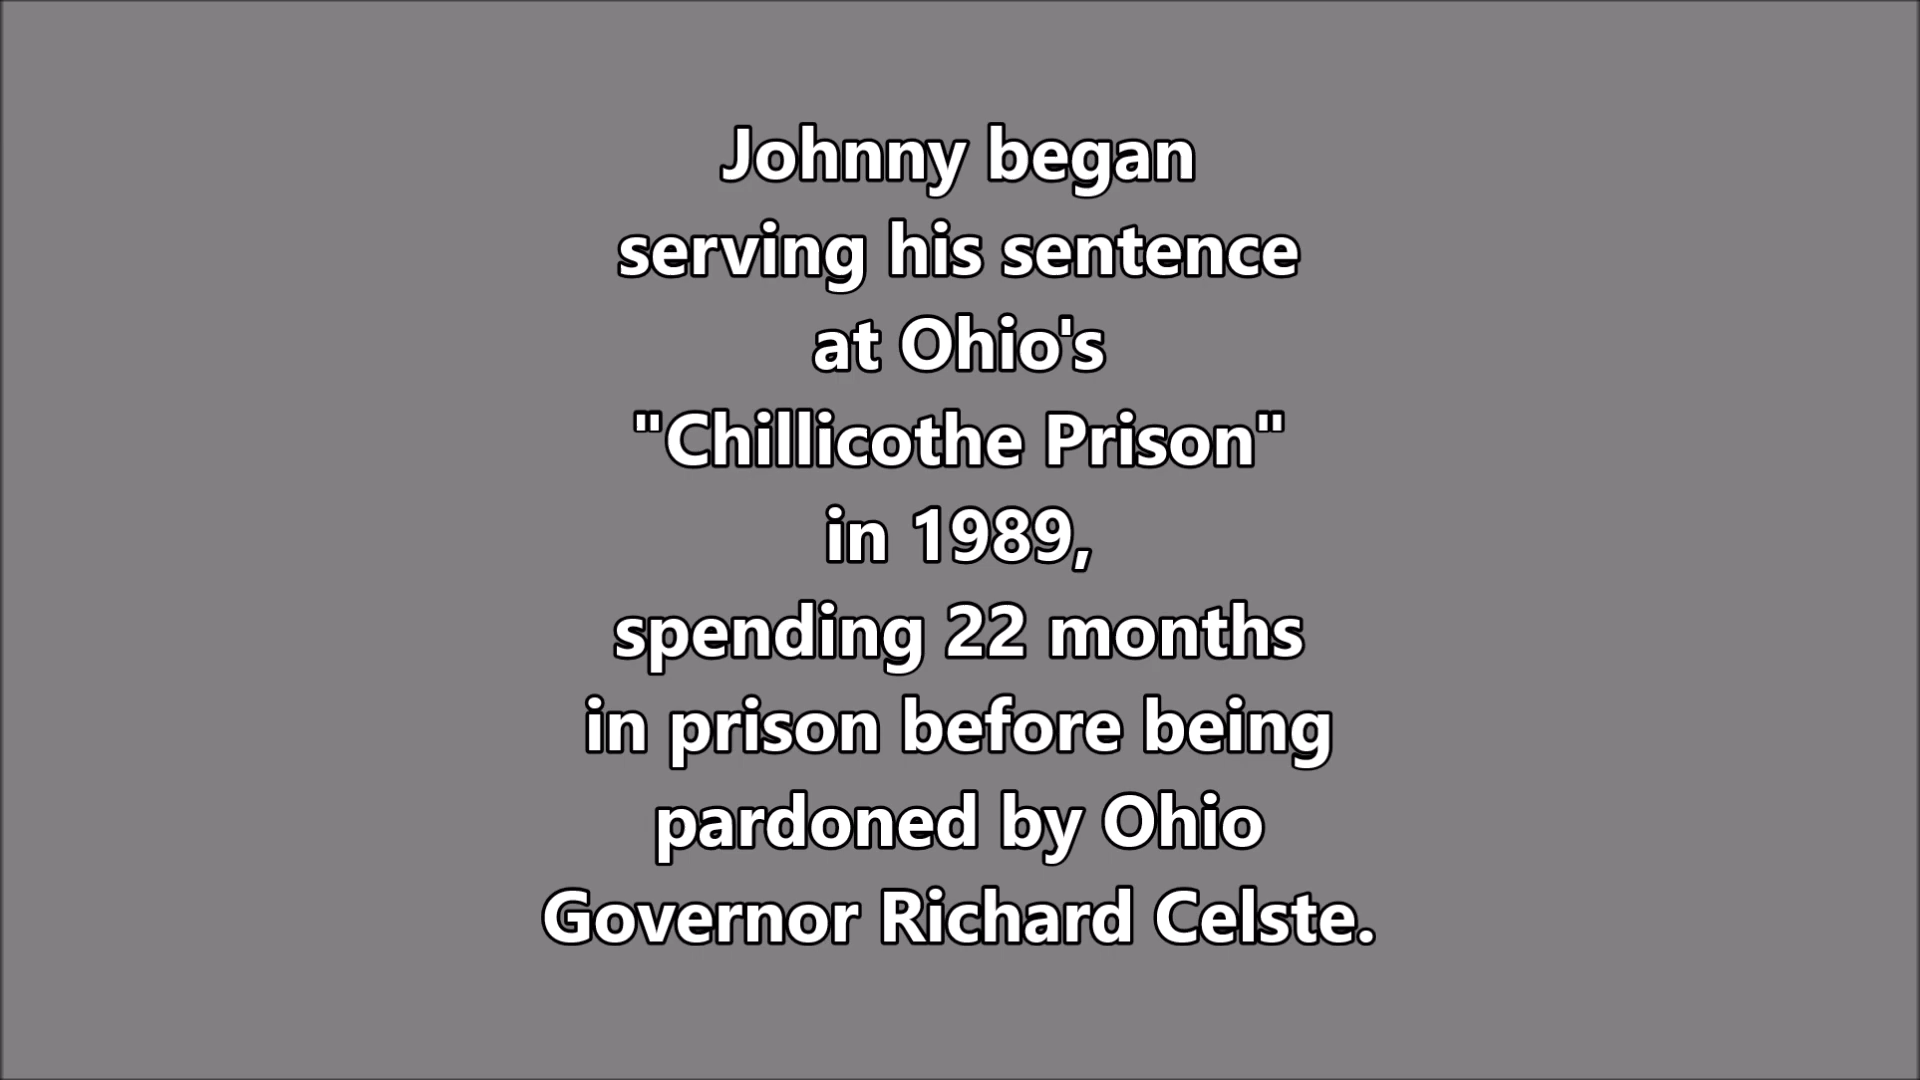 Johnny began
serving his sentence
at Ohio's
"Chillicothe Prison"
in 1989,
spending 22 months
in prison before being
pardoned by Ohio
Governor Richard Celste.